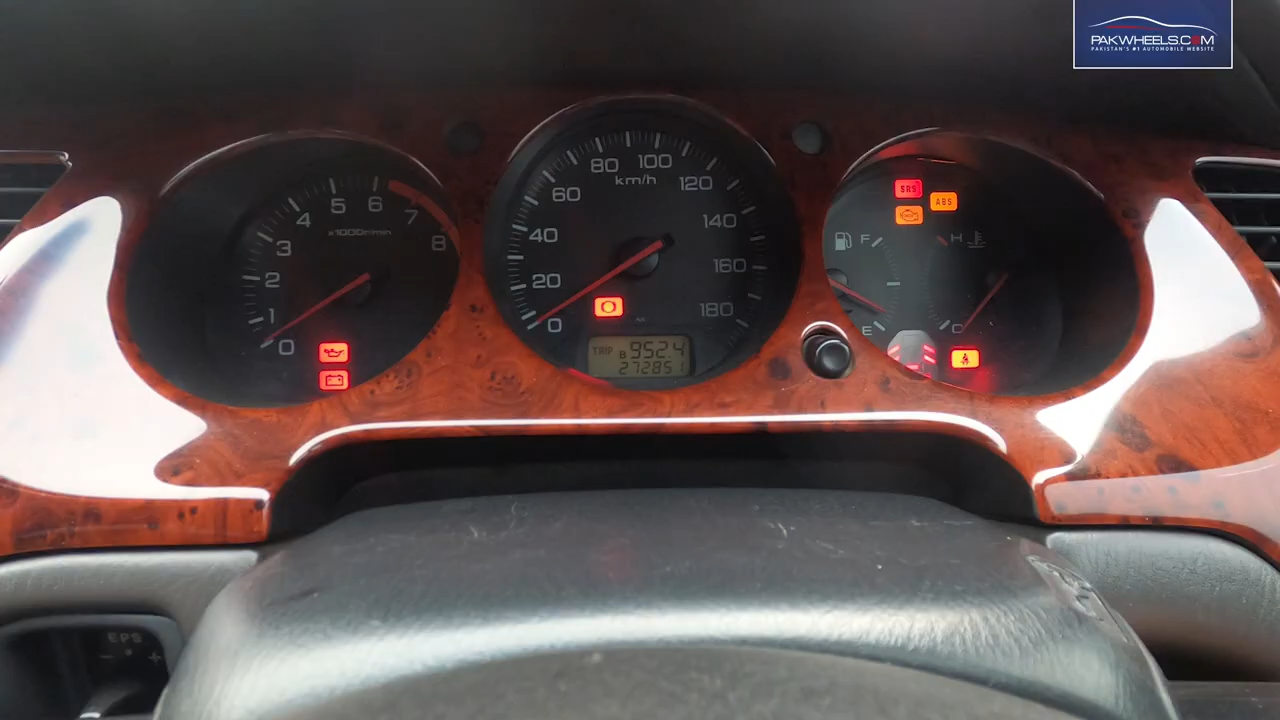 PAKWHEELS.COM
PAKISTAN'S #1 AUTOMOBILE WEBSITE
0
1
2
3
4
5
6
7
8
x1000r/min
0
20
40
60
80
100
120
140
160
180
km/h
TRIP B 952.4
272851
SRS
ABS
F
E
H
C
EPS
- +